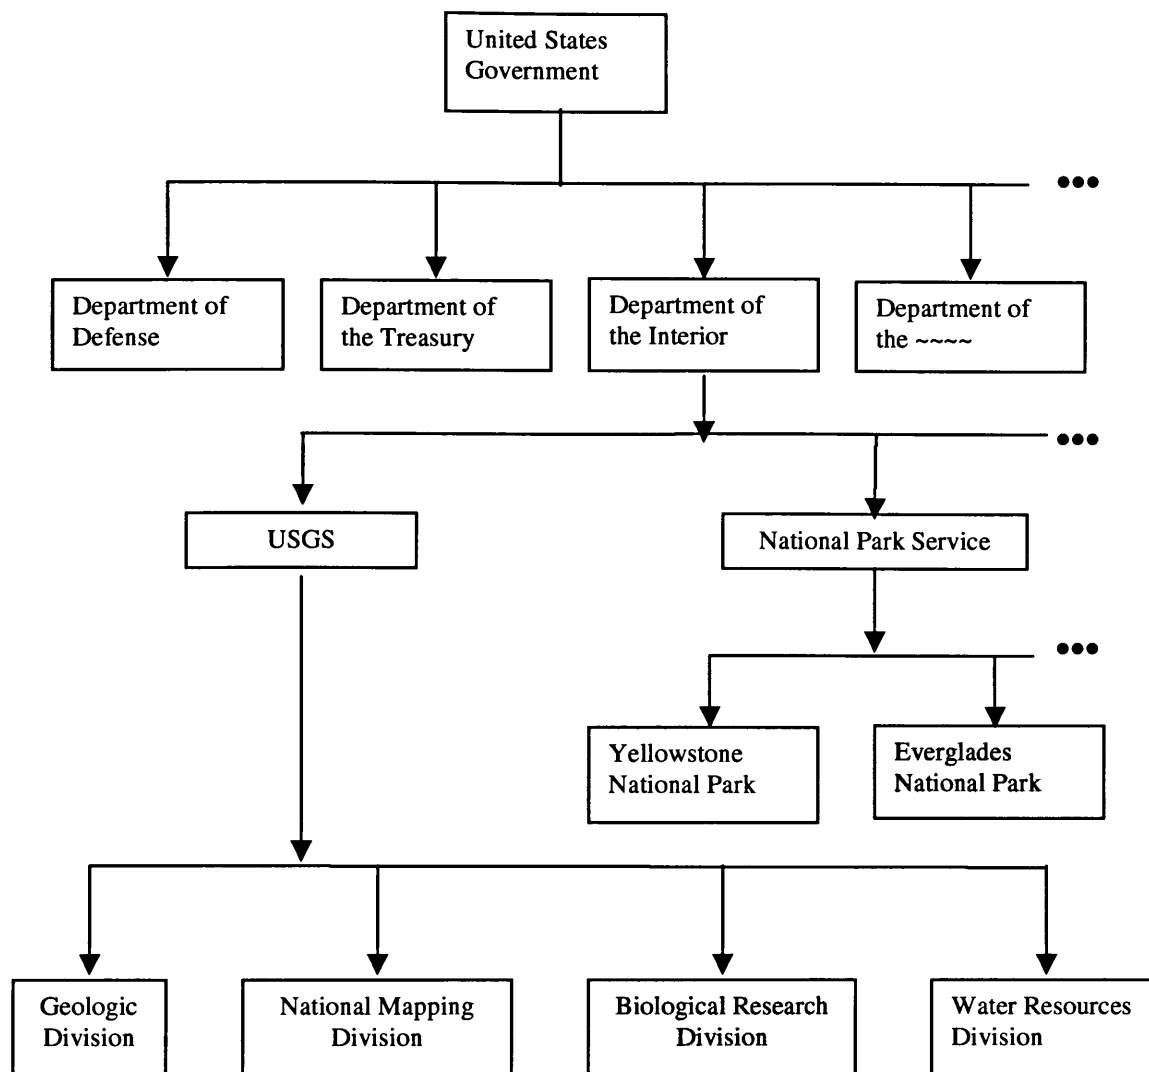 United States
Government
•••
Department of
Defense
Department of
the Treasury
Department of
the Interior
Department of
the ~~~~
•••
USGS
National Park Service
•••
Yellowstone
National Park
Everglades
National Park
Geologic
Division
National Mapping
Division
Biological Research
Division
Water Resources
Division